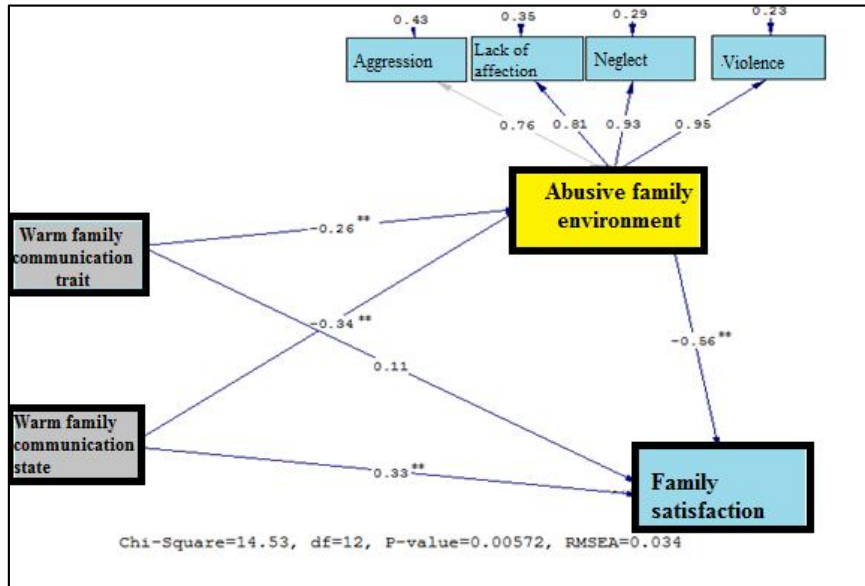 0.43
0.35
0.29
0.23
Aggression
Lack of
affection
Neglect
Violence
0.76
0.81
0.93
0.95
Abusive family
environment
Warm family
communication
trait
-0.26**
-0.34**
-0.56**
0.11
Warm family
communication
state
0.33**
Family
satisfaction
Chi-Square=14.53, df=12, P-value=0.00572, RMSEA=0.034